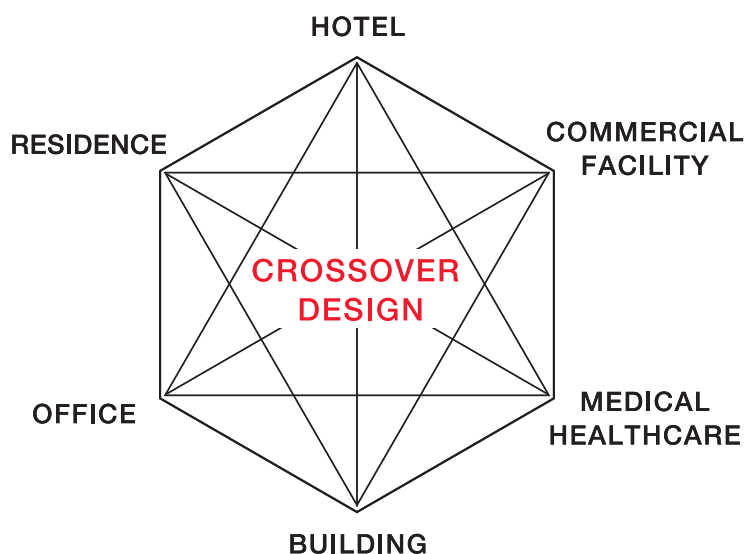 HOTEL
RESIDENCE
COMMERCIAL
FACILITY
CROSSOVER
DESIGN
OFFICE
MEDICAL
HEALTHCARE
BUILDING